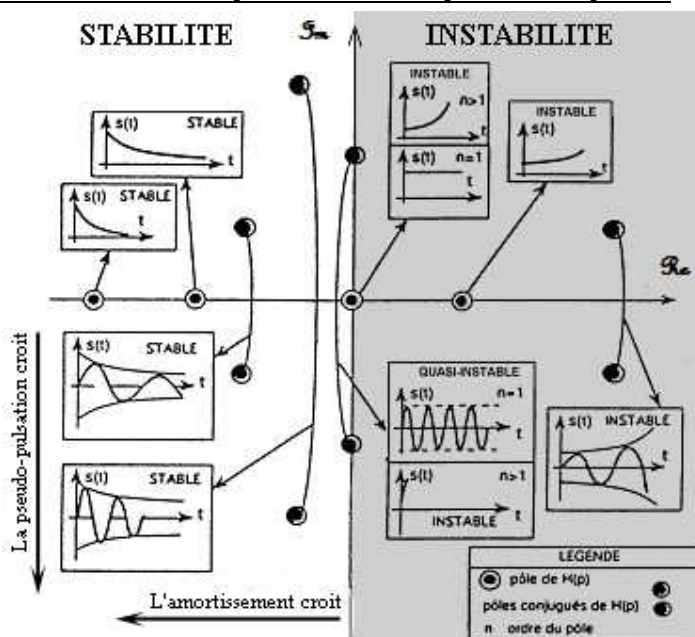 STABILITE
Im
INSTABILITE
INSTABLE
n>1
s(t)
t
s(t)
n=1
t
INSTABLE
s(t)
t
s(t)
STABLE
t
s(t)
STABLE
t
Re
s(t)
STABLE
t
s(t)
STABLE
t
QUASI-INSTABLE
s(t)
n=1
t
s(t)
n>1
INSTABLE
t
s(t)
INSTABLE
t
La pseudo-pulsation croit
L'amortissement croit
LEGENDE
pôle de H(p)
pôles conjugués de H(p)
n ordre du pôle